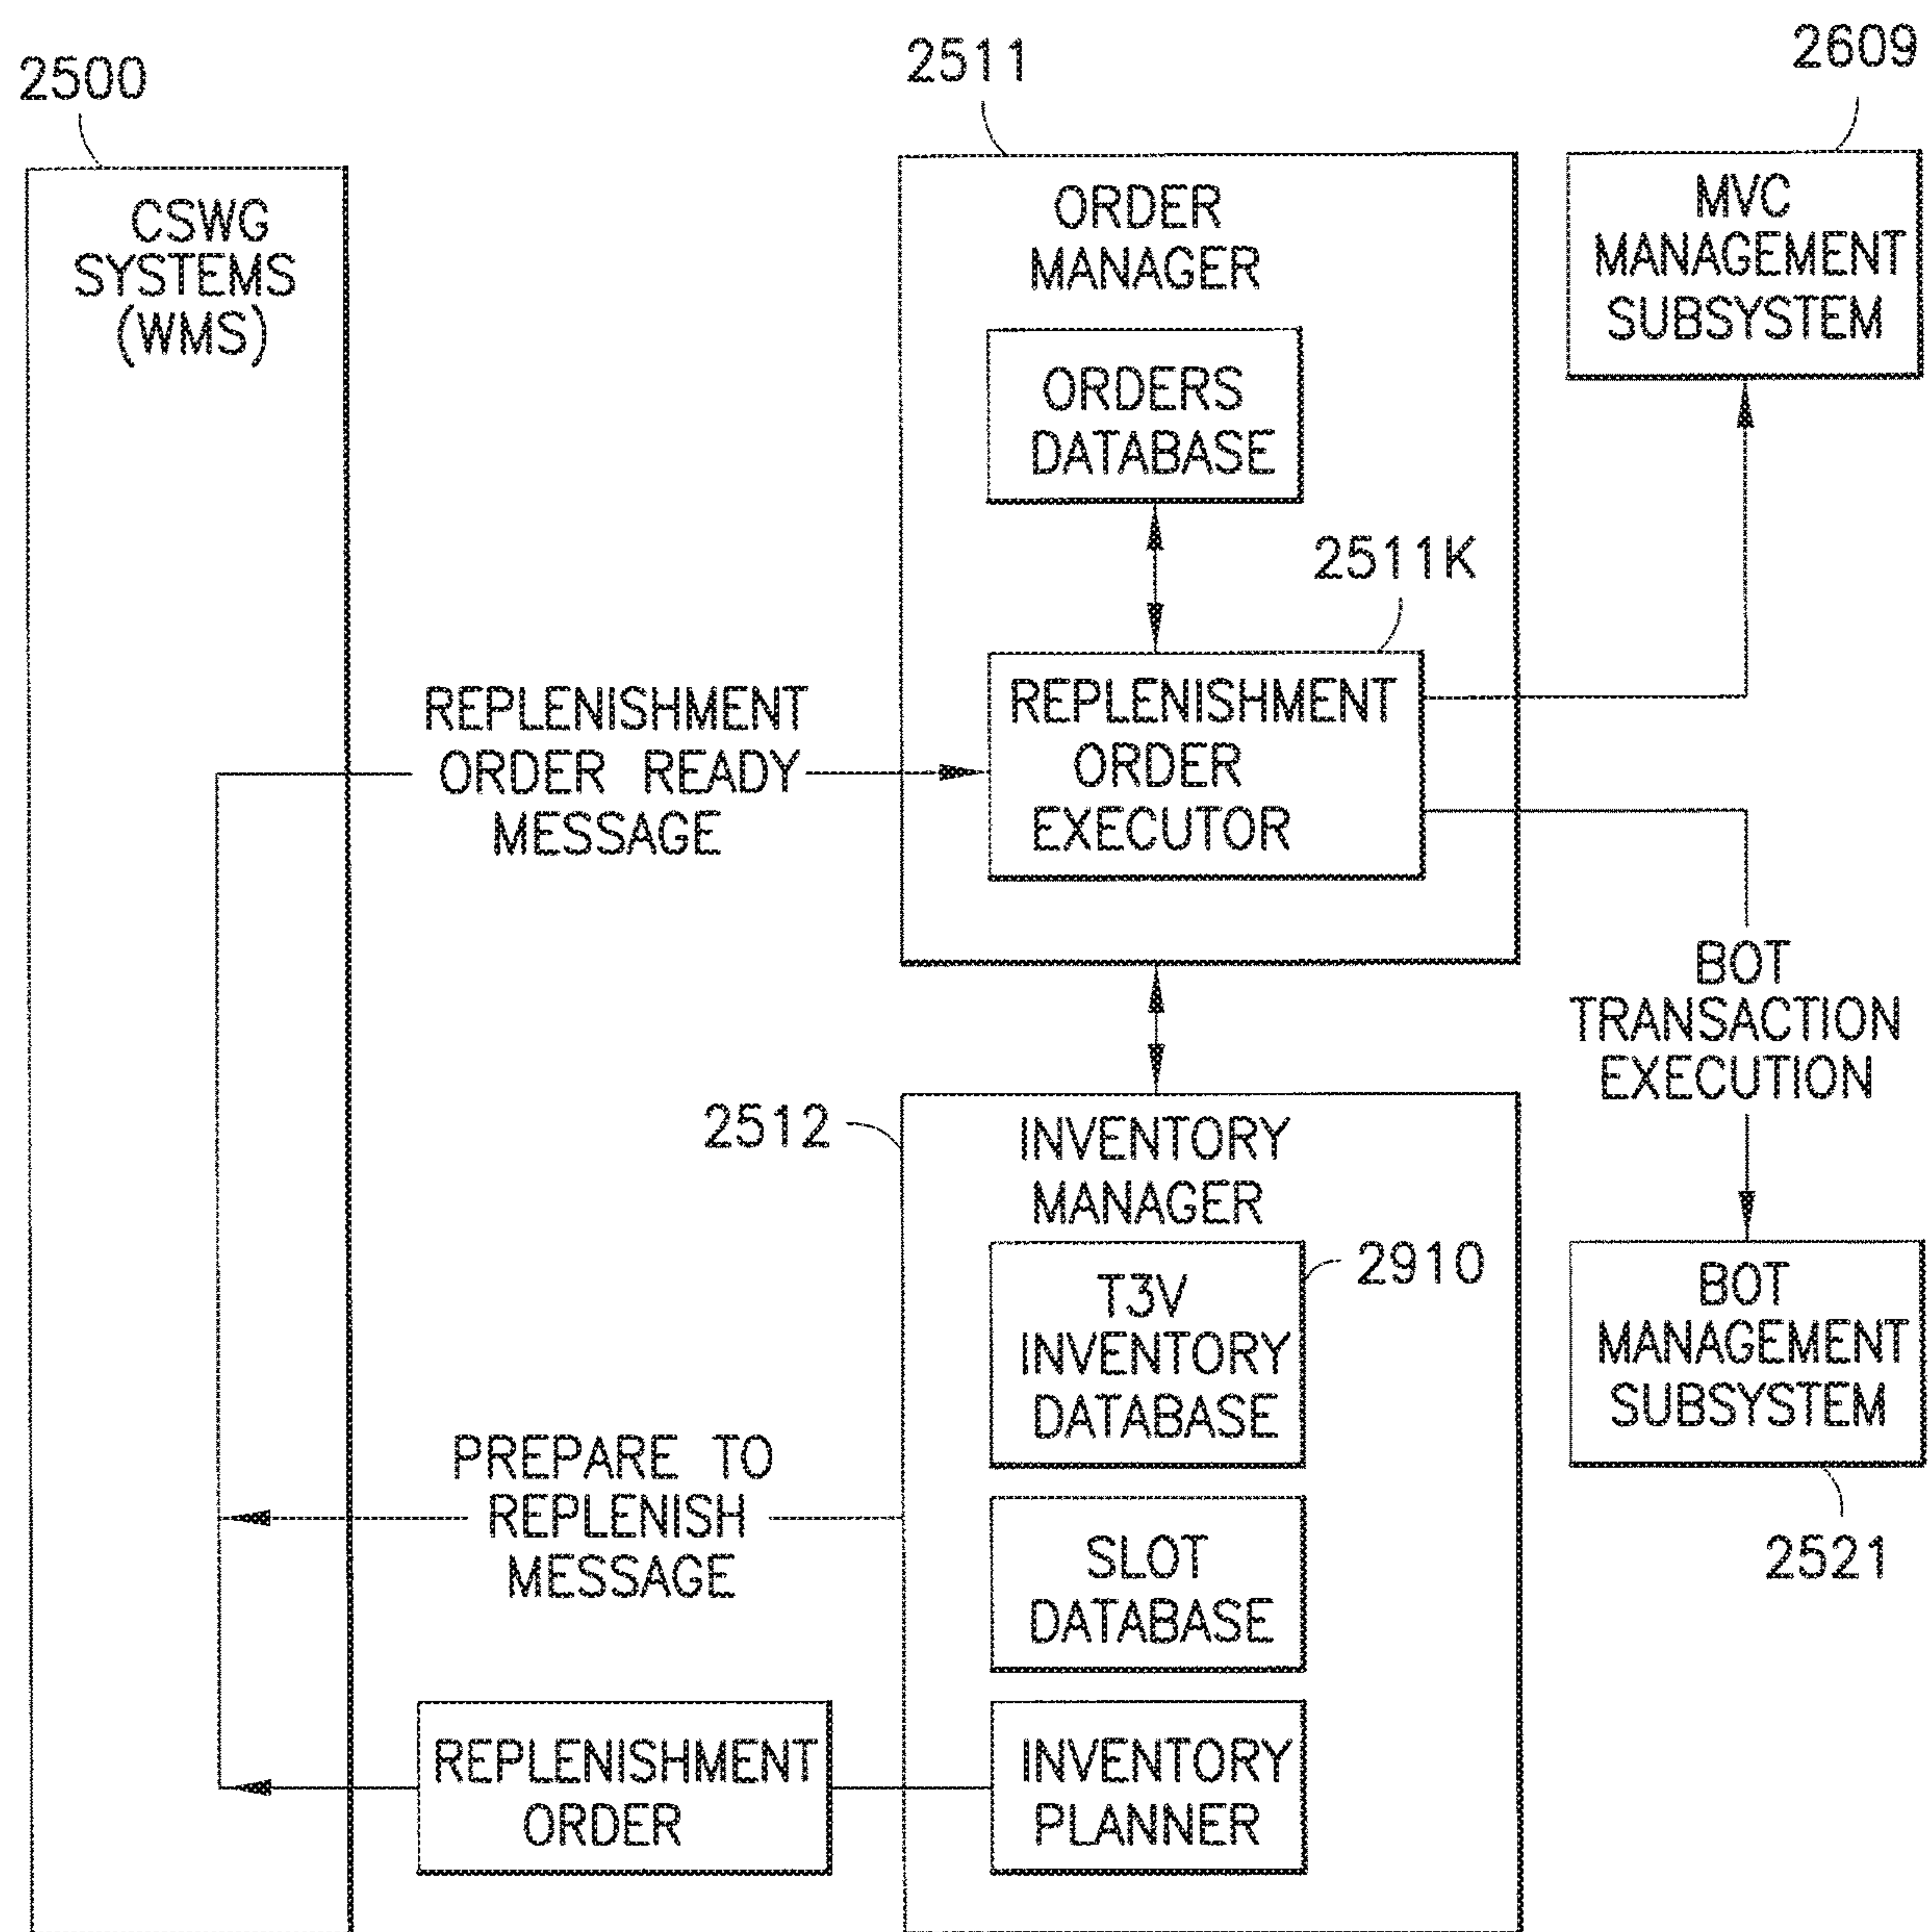 2500
2511
2609
CSWG
SYSTEMS
(WMS)
ORDER
MANAGER
MVC
MANAGEMENT
SUBSYSTEM
ORDERS
DATABASE
2511K
REPLENISHMENT
ORDER READY
MESSAGE
REPLENISHMENT
ORDER
EXECUTOR
BOT
TRANSACTION
EXECUTION
2512
INVENTORY
MANAGER
T3V
INVENTORY
DATABASE
2910
BOT
MANAGEMENT
SUBSYSTEM
2521
PREPARE TO
REPLENISH
MESSAGE
SLOT
DATABASE
REPLENISHMENT
ORDER
INVENTORY
PLANNER